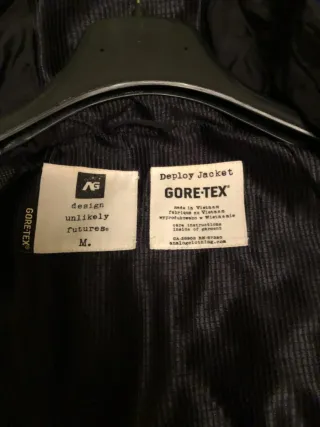 AG
design
unlikely
futures®
M.
GORE-TEX®
Deploy Jacket
GORE-TEX®
made in Vietnam
fabriqué en Vietnam
wyprodukowano w Wietnamie
care instructions
inside of garment
analogclothing.com